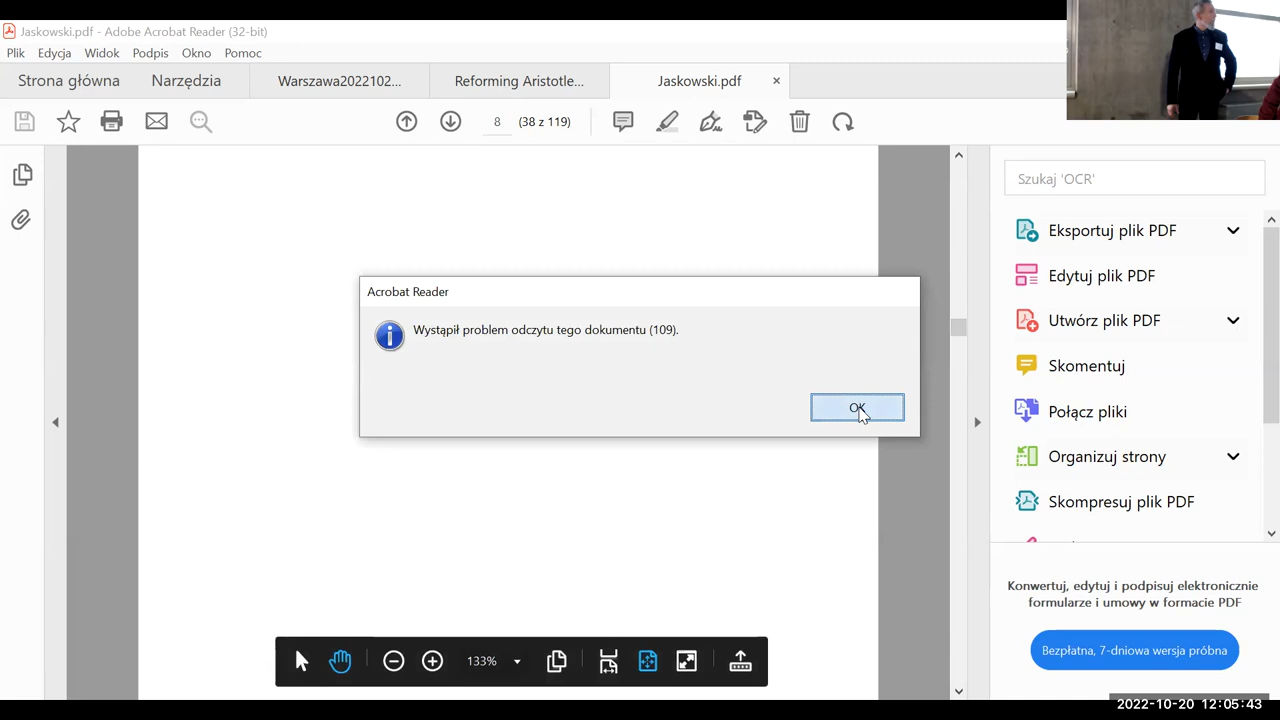 Jaskowski.pdf - Adobe Acrobat Reader (32-bit)
Plik Edycja Widok Podpis Okno Pomoc
Strona główna Narzędzia Warszawa2022102... Reforming Aristotle... Jaskowski.pdf ×
8 (38 z 119)
Szukaj 'OCR'
Eksportuj plik PDF
Edytuj plik PDF
Utwórz plik PDF
Skomentuj
Połącz pliki
Organizuj strony
Skompresuj plik PDF
Acrobat Reader
Wystąpił problem odczytu tego dokumentu (109).
OK
Konwertuj, edytuj i podpisuj elektronicznie
formularze i umowy w formacie PDF
Bezpłatna, 7-dniowa wersja próbna
133%
2022-10-20 12:05:43